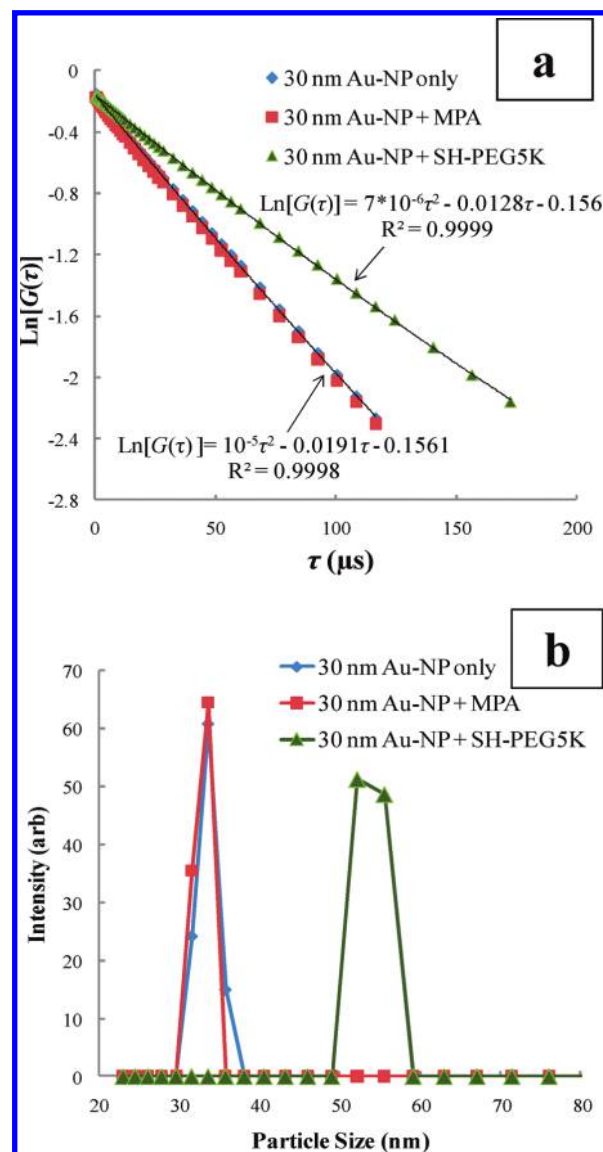 a
0
-0.4
-0.8
-1.2
-1.6
-2
-2.4
-2.8
Ln[G(τ)]
30 nm Au-NP only
30 nm Au-NP + MPA
30 nm Au-NP + SH-PEG5K
Ln[G(τ)] = 7*10⁻⁶τ² - 0.0128τ - 0.156
R² = 0.9999
Ln[G(τ)] = 10⁻⁵τ² - 0.0191τ - 0.1561
R² = 0.9998
0 50 100 150 200
τ (μs)
b
70
60
50
40
30
20
10
0
Intensity (arb)
30 nm Au-NP only
30 nm Au-NP + MPA
30 nm Au-NP + SH-PEG5K
20 30 40 50 60 70 80
Particle Size (nm)